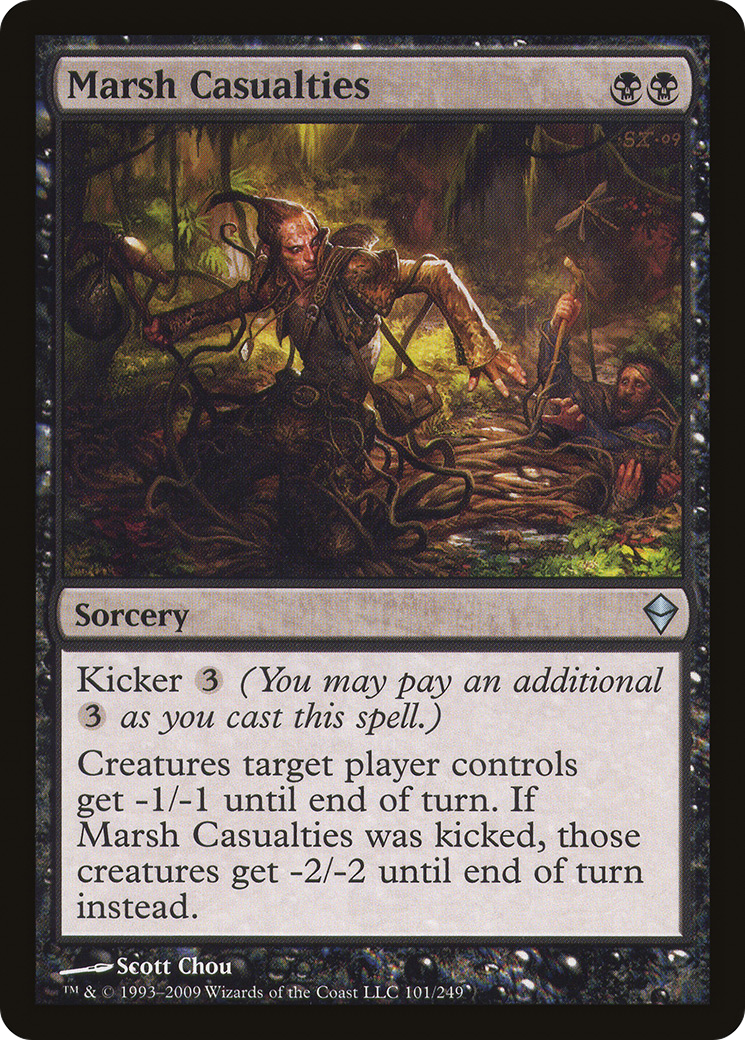 Marsh Casualties
SX·09
Sorcery
Kicker 3 (You may pay an additional
3 as you cast this spell.)
Creatures target player controls
get -1/-1 until end of turn. If
Marsh Casualties was kicked, those
creatures get -2/-2 until end of turn
instead.
Scott Chou
™ & © 1993–2009 Wizards of the Coast LLC 101/249